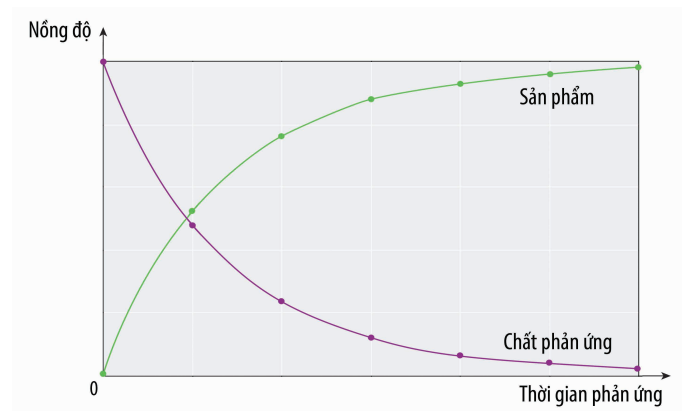 Nồng độ
Sản phẩm
Chất phản ứng
0
Thời gian phản ứng